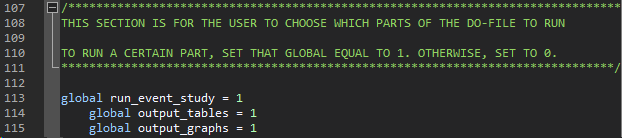 107 /*******************************************************************************
108 THIS SECTION IS FOR THE USER TO CHOOSE WHICH PARTS OF THE DO-FILE TO RUN
109
110 TO RUN A CERTAIN PART, SET THAT GLOBAL EQUAL TO 1. OTHERWISE, SET TO 0.
111 *******************************************************************************/
112
113 global run_event_study = 1
114     global output_tables = 1
115     global output_graphs = 1